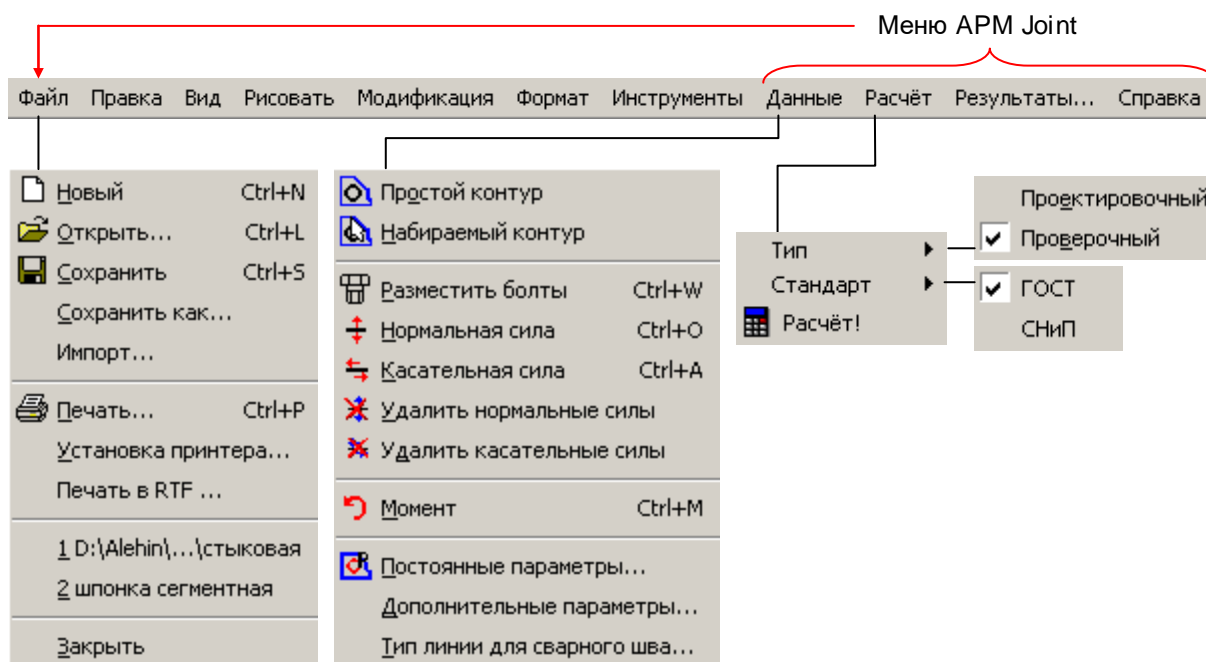 Меню APM Joint
Файл Правка Вид Рисовать Модификация Формат Инструменты Данные Расчёт Результаты... Справка
Новый Ctrl+N
Открыть... Ctrl+L
Сохранить Ctrl+S
Сохранить как...
Импорт...
Печать... Ctrl+P
Установка принтера...
Печать в RTF ...
1 D:\Alehin\...\стыковая
2 шпонка сегментная
Закрыть
Простой контур
Набираемый контур
Разместить болты Ctrl+W
Нормальная сила Ctrl+O
Касательная сила Ctrl+A
Удалить нормальные силы
Удалить касательные силы
Момент Ctrl+M
Постоянные параметры...
Дополнительные параметры...
Тип линии для сварного шва...
Тип
Стандарт
Расчёт!
Проектировочный
Проверочный
ГОСТ
СНиП